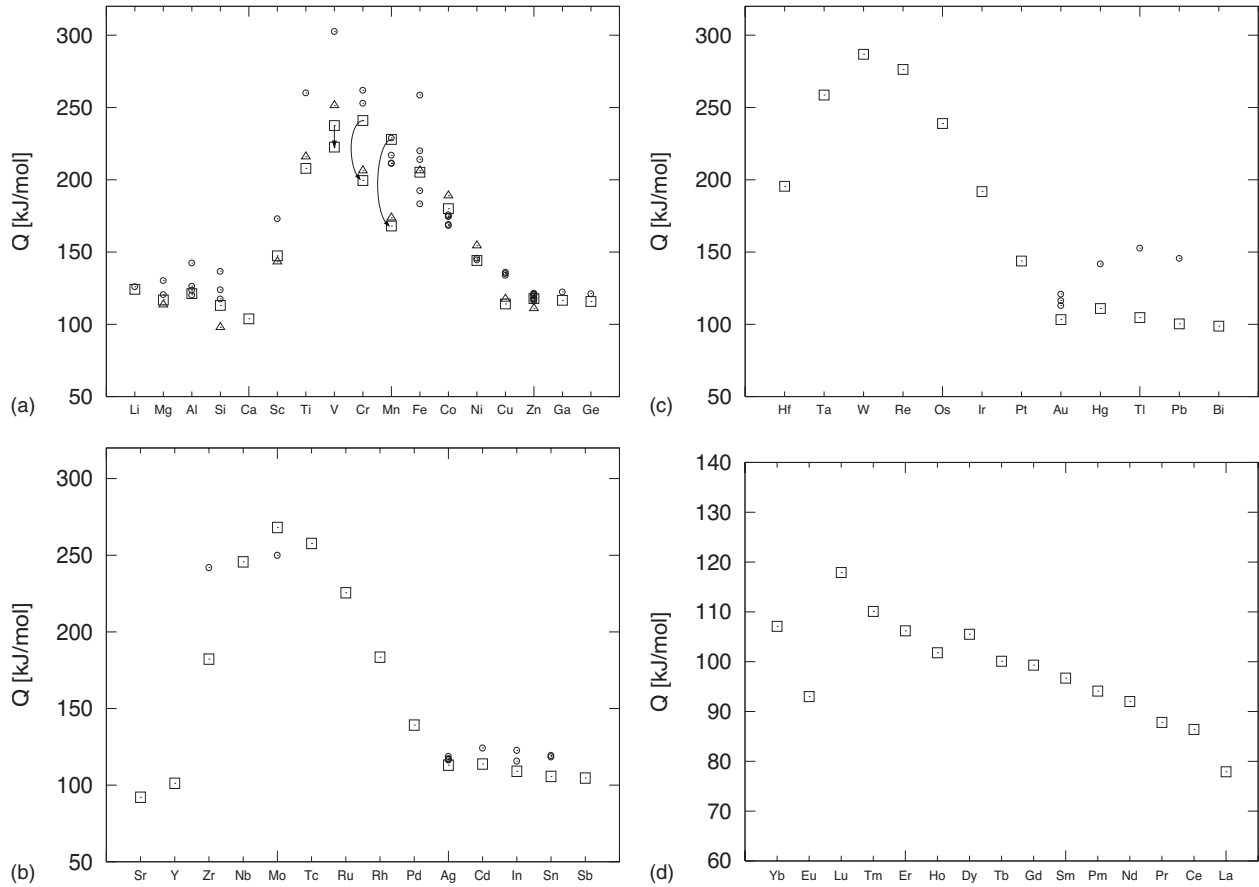 300
250
200
150
100
50
Q [kJ/mol]
(a)
Li Mg Al Si Ca Sc Ti V Cr Mn Fe Co Ni Cu Zn Ga Ge
300
250
200
150
100
50
Q [kJ/mol]
(c)
Hf Ta W Re Os Ir Pt Au Hg Tl Pb Bi
300
250
200
150
100
50
Q [kJ/mol]
(b)
Sr Y Zr Nb Mo Tc Ru Rh Pd Ag Cd In Sn Sb
140
130
120
110
100
90
80
70
60
Q [kJ/mol]
(d)
Yb Eu Lu Tm Er Ho Dy Tb Gd Sm Pm Nd Pr Ce La